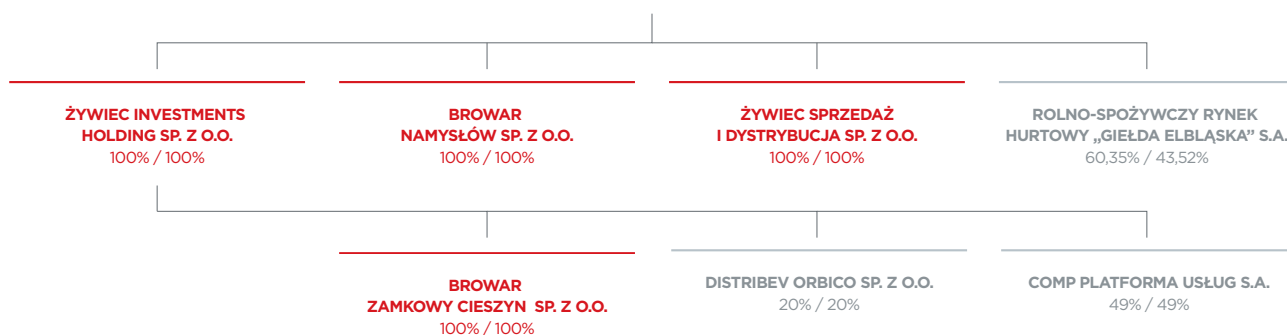 ŻYWIEC INVESTMENTS
HOLDING SP. Z O.O.
100% / 100%
BROWAR
NAMYSŁÓW SP. Z O.O.
100% / 100%
ŻYWIEC SPRZEDAŻ
I DYSTRYBUCJA SP. Z O.O.
100% / 100%
ROLNO-SPOŻYWCZY RYNEK
HURTOWY „GIEŁDA ELBLĄSKA” S.A.
60,35% / 43,52%
BROWAR
ZAMKOWY CIESZYN SP. Z O.O.
100% / 100%
DISTRIBEV ORBICO SP. Z O.O.
20% / 20%
COMP PLATFORMA USŁUG S.A.
49% / 49%